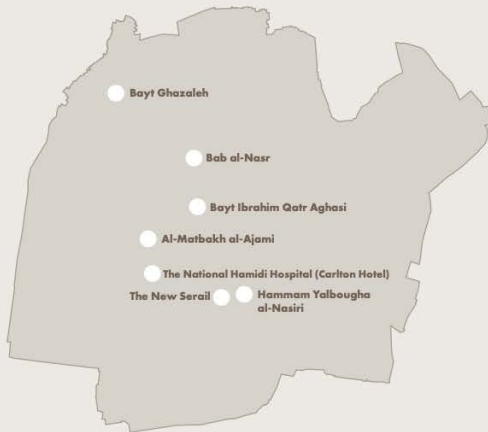 Bayt Ghazaleh
Bab al-Nasr
Bayt Ibrahim Qatr Aghasi
Al-Matbakh al-Ajami
The National Hamidi Hospital (Carlton Hotel)
The New Serail
Hammam Yalbougha
al-Nasiri